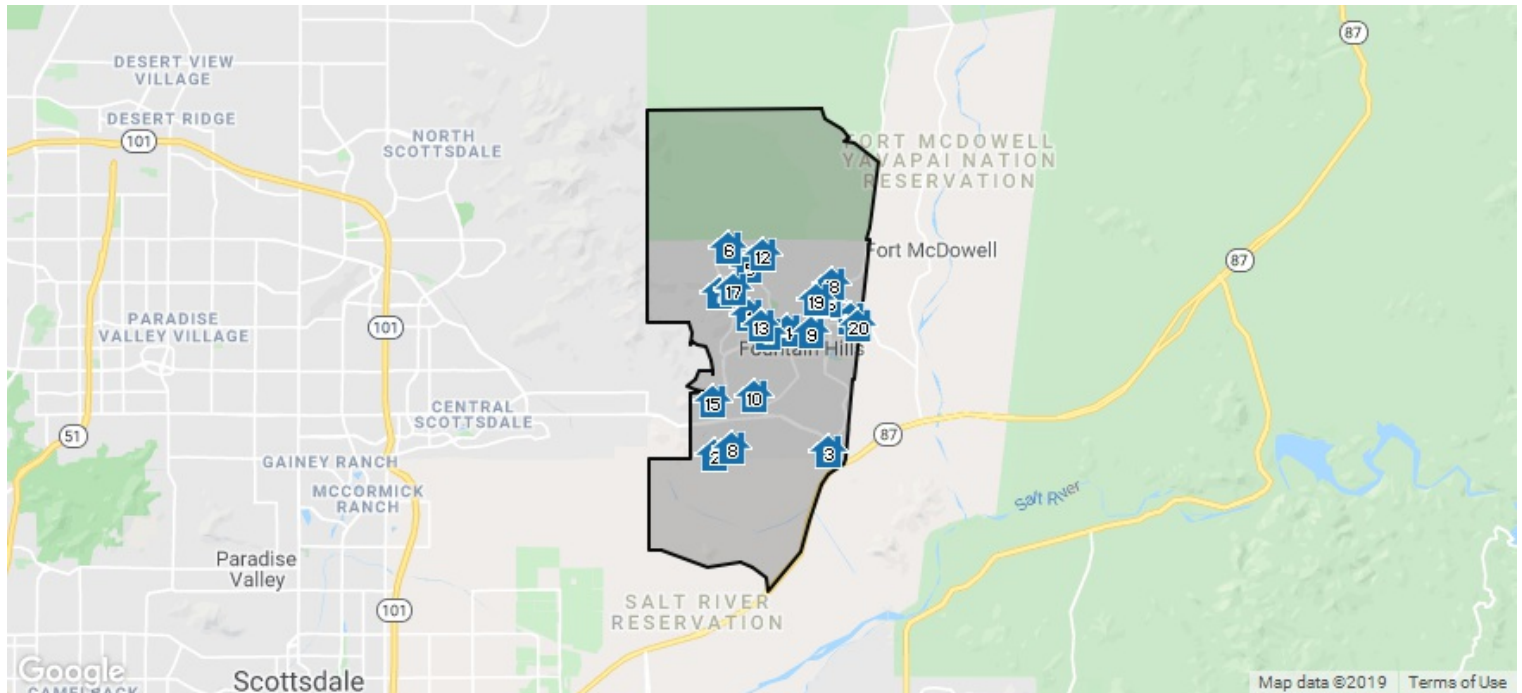 87
DESERT VIEW
VILLAGE
DESERT RIDGE
101
NORTH
SCOTTSDALE
FORT MCDOWELL
YAVAPAI NATION
RESERVATION
6
12
Fort McDowell
87
17
18
19
PARADISE
VALLEY VILLAGE
101
13
9
20
Fountain Hills
15
10
CENTRAL
SCOTTSDALE
51
87
2
8
3
GAINEY RANCH
MCCORMICK
RANCH
Salt River
Paradise
Valley
101
SALT RIVER
RESERVATION
Google
Scottsdale
CAMELBACK
Map data ©2019
Terms of Use